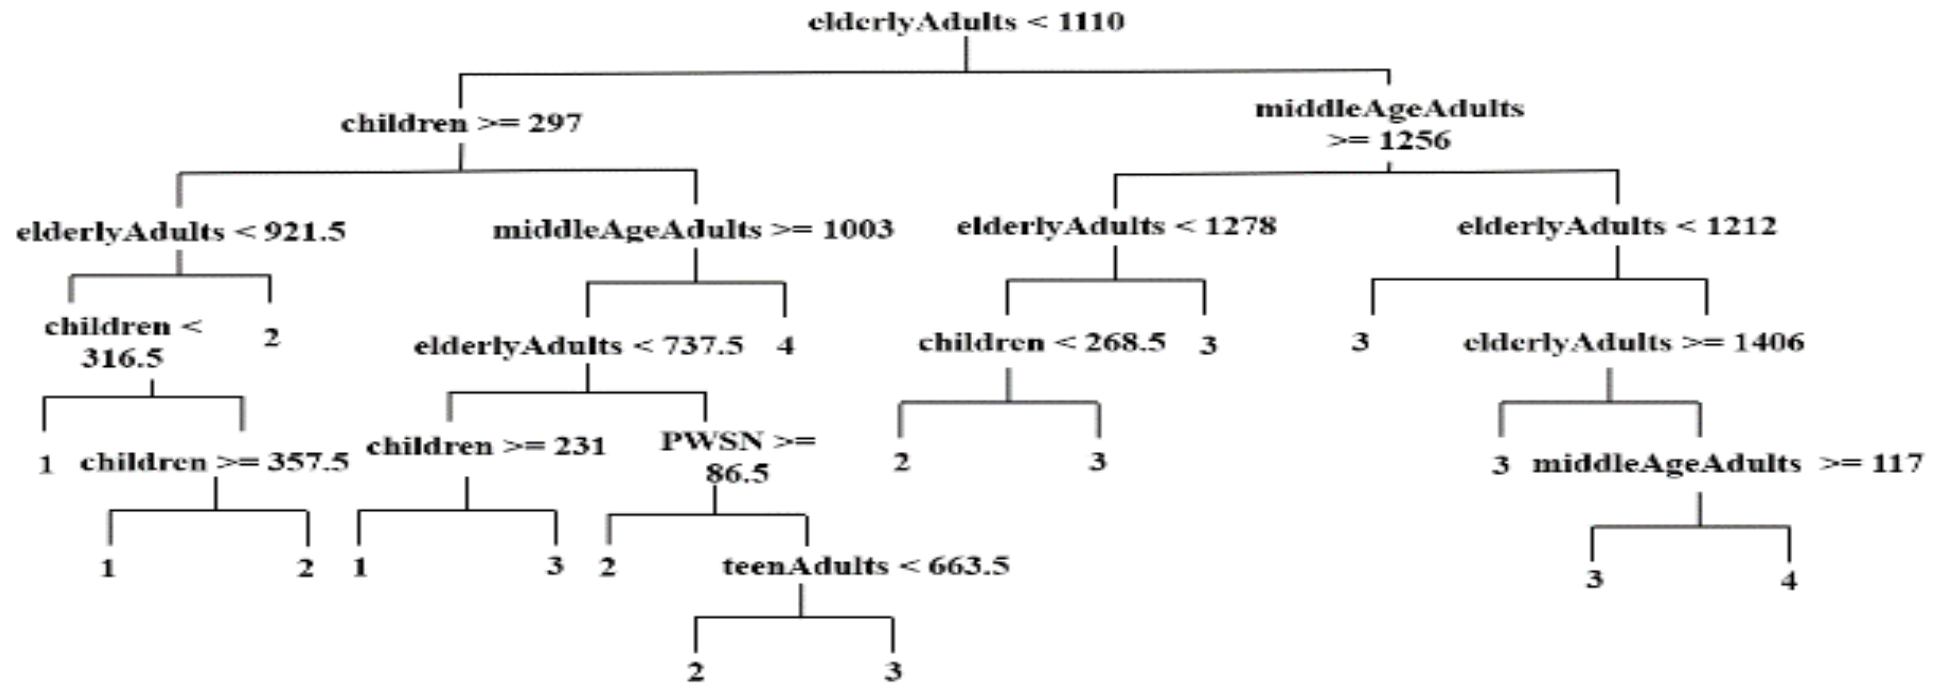 elderlyAdults < 1110
children >= 297
middleAgeAdults
>= 1256
elderlyAdults < 921.5
middleAgeAdults >= 1003
elderlyAdults < 1278
elderlyAdults < 1212
children <
316.5
2
elderlyAdults < 737.5
4
children < 268.5
3
3
elderlyAdults >= 1406
1
children >= 357.5
children >= 231
PWSN >=
86.5
2
3
3
middleAgeAdults >= 117
1
2
1
3
2
teenAdults < 663.5
3
4
2
3